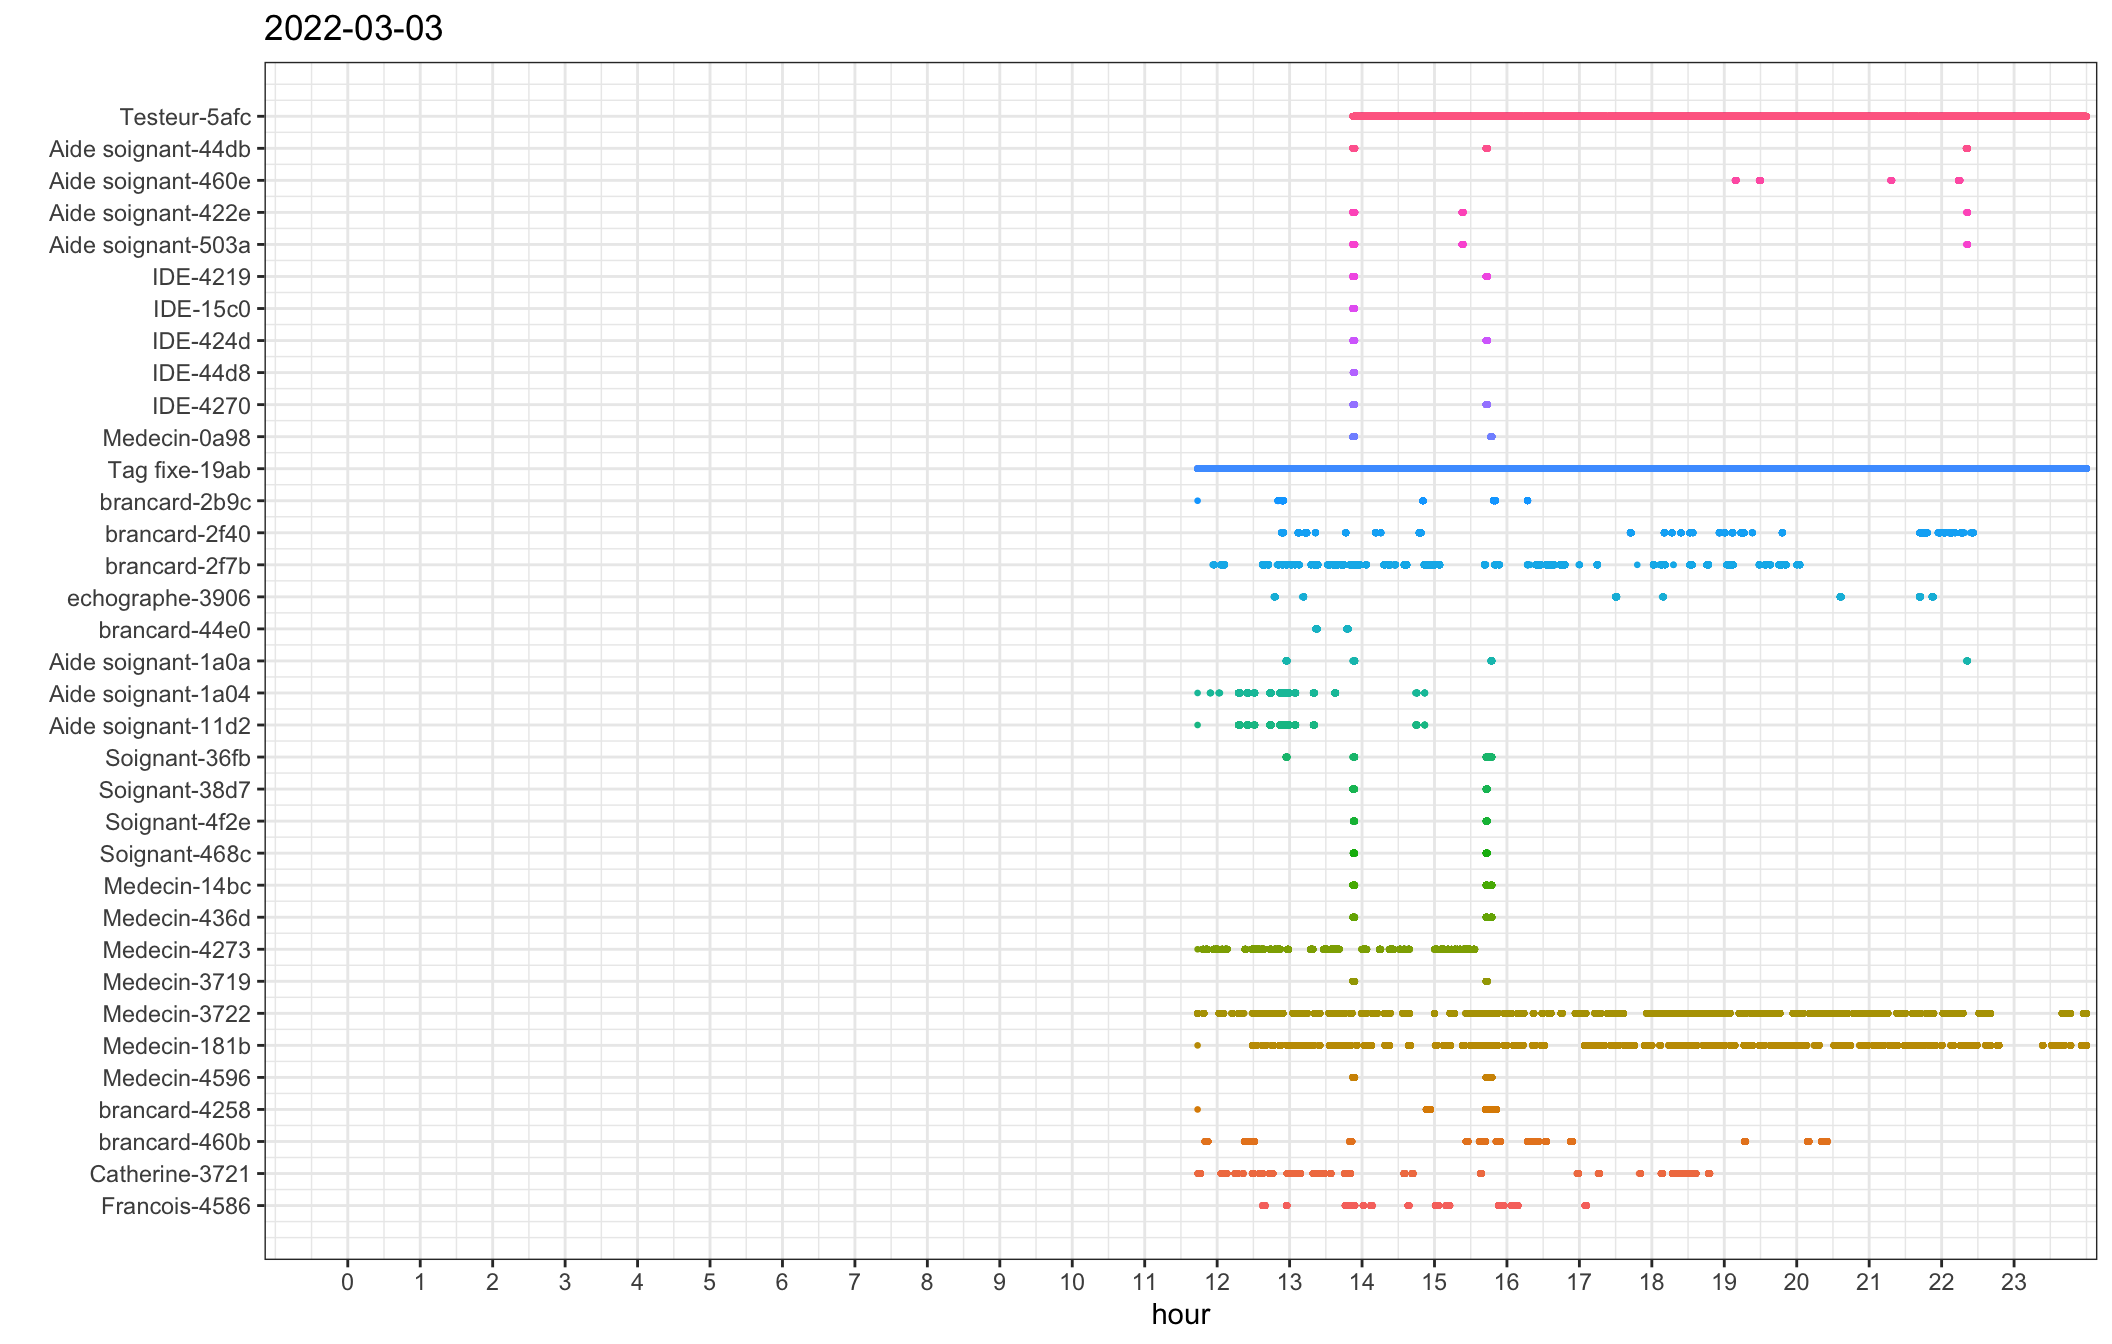 2022-03-03
Testeur-5afc
Aide soignant-44db
Aide soignant-460e
Aide soignant-422e
Aide soignant-503a
IDE-4219
IDE-15c0
IDE-424d
IDE-44d8
IDE-4270
Medecin-0a98
Tag fixe-19ab
brancard-2b9c
brancard-2f40
brancard-2f7b
echographe-3906
brancard-44e0
Aide soignant-1a0a
Aide soignant-1a04
Aide soignant-11d2
Soignant-36fb
Soignant-38d7
Soignant-4f2e
Soignant-468c
Medecin-14bc
Medecin-436d
Medecin-4273
Medecin-3719
Medecin-3722
Medecin-181b
Medecin-4596
brancard-4258
brancard-460b
Catherine-3721
Francois-4586
0 1 2 3 4 5 6 7 8 9 10 11 12 13 14 15 16 17 18 19 20 21 22 23
hour